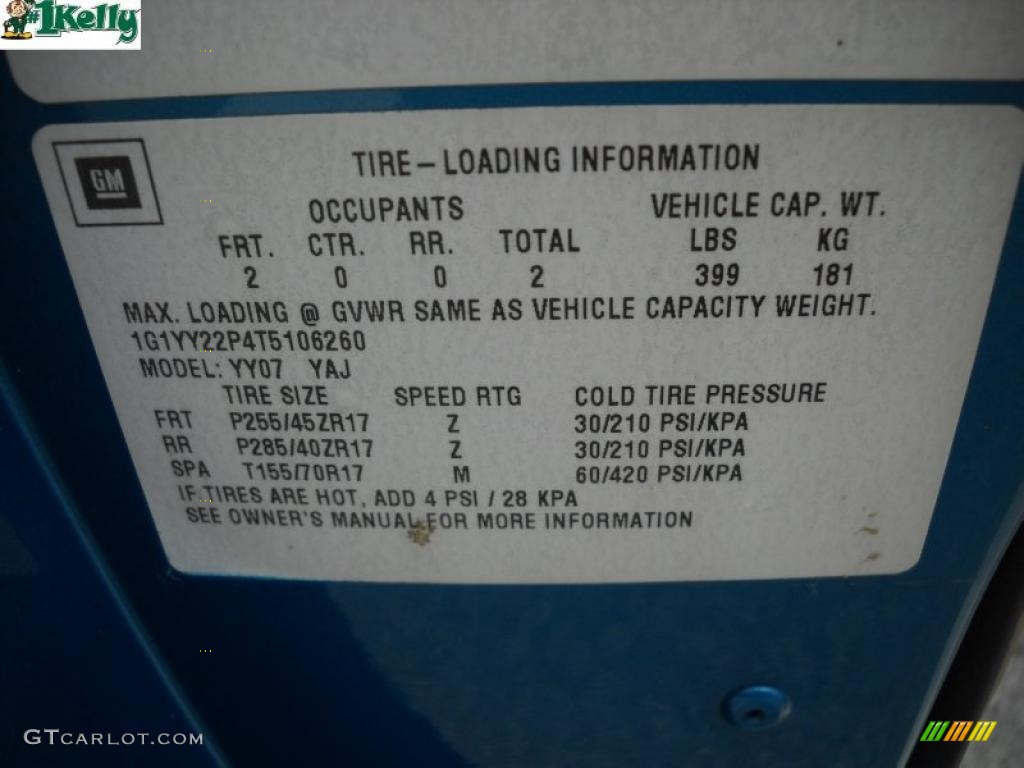 #1Kelly
GM
TIRE – LOADING INFORMATION
OCCUPANTS VEHICLE CAP. WT.
FRT. CTR. RR. TOTAL LBS KG
2 0 0 2 399 181
MAX. LOADING @ GVWR SAME AS VEHICLE CAPACITY WEIGHT.
1G1YY22P4T5106260
MODEL: YY07 YAJ
TIRE SIZE SPEED RTG COLD TIRE PRESSURE
FRT P255/45ZR17 Z 30/210 PSI/KPA
RR P285/40ZR17 Z 30/210 PSI/KPA
SPA T155/70R17 M 60/420 PSI/KPA
IF TIRES ARE HOT, ADD 4 PSI / 28 KPA
SEE OWNER'S MANUAL FOR MORE INFORMATION
GTCARLOT.COM